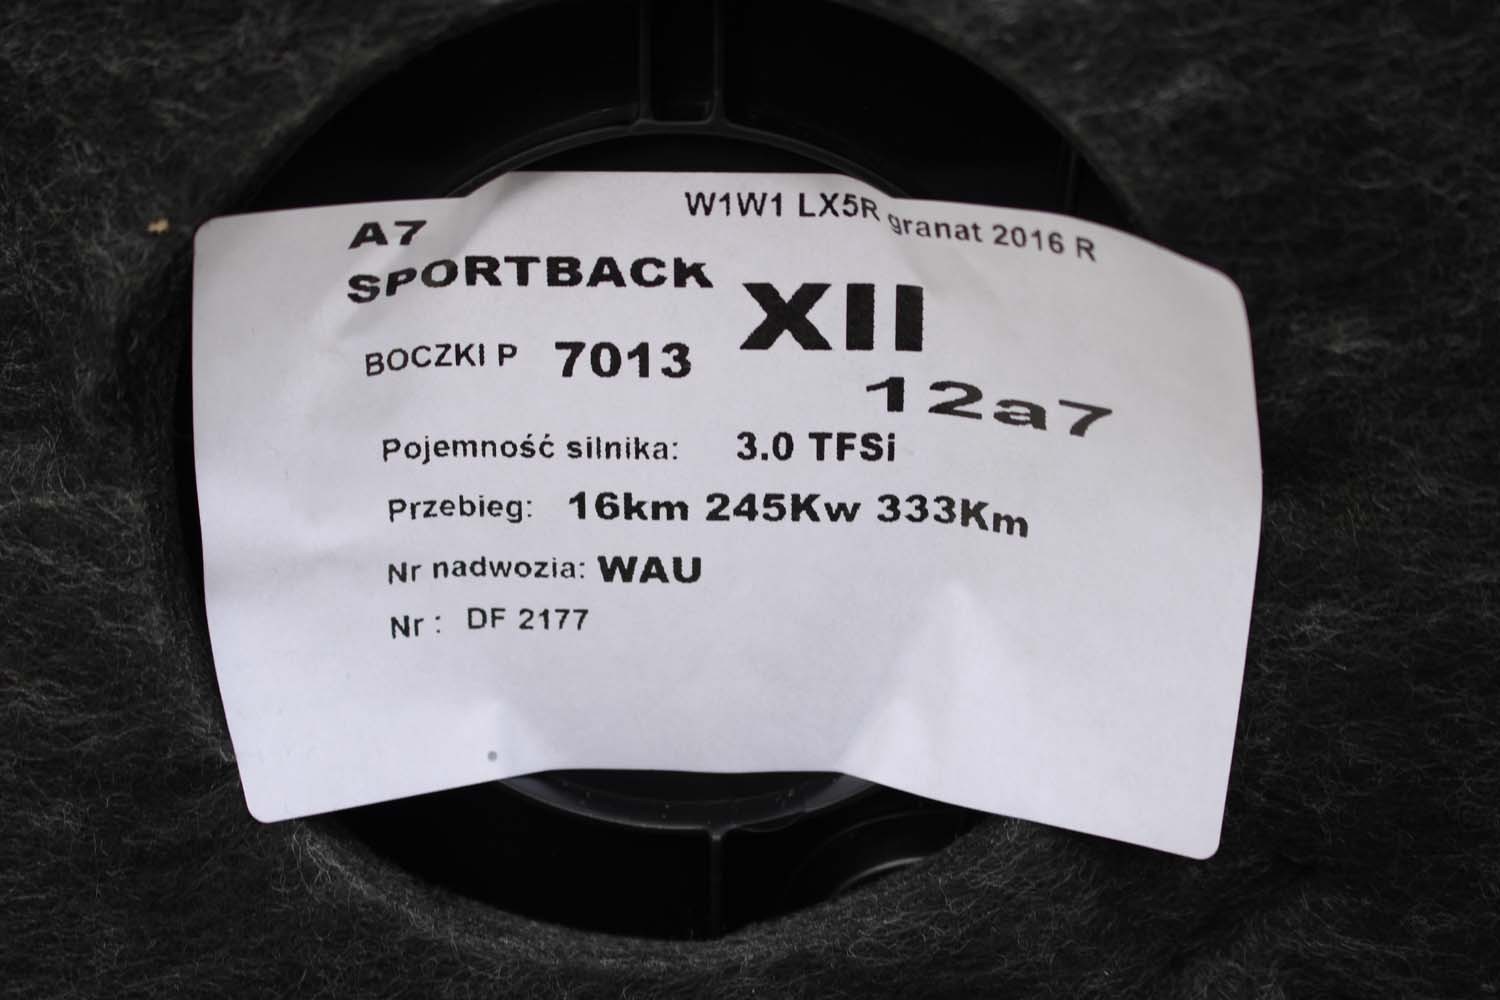 W1W1 LX5R granat 2016 R
A7
SPORTBACK
XII
BOCZKI P 7013
12a7
Pojemność silnika: 3.0 TFSi
Przebieg: 16km 245Kw 333Km
Nr nadwozia: WAU
Nr : DF 2177